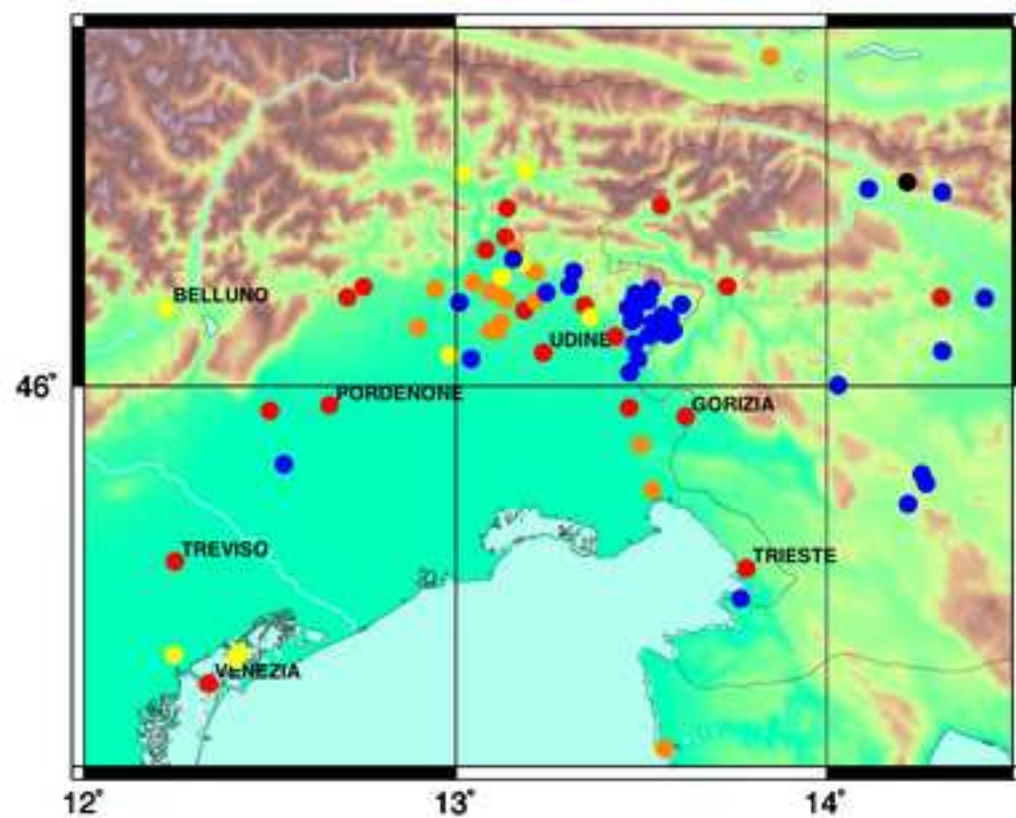 BELLUNO
UDINE
46°
PORDENONE
GORIZIA
TREVISO
TRIESTE
VENEZIA
12° 13° 14°